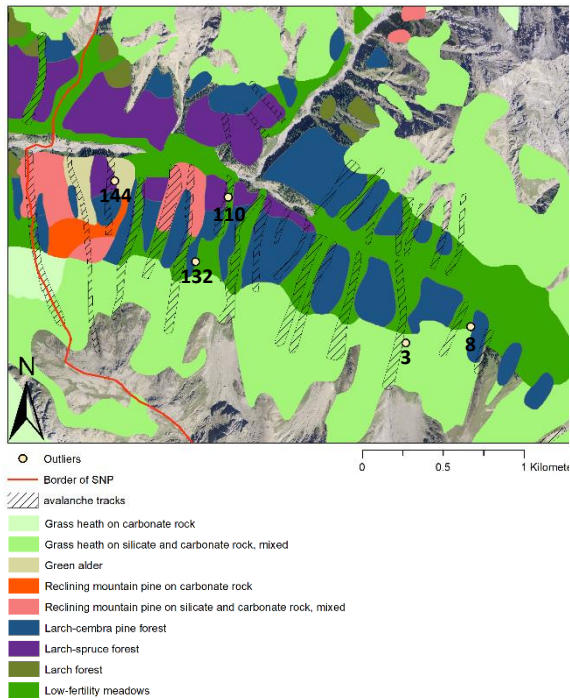 144
110
132
8
3
N
Outliers
0 0.5 1 Kilomete
Border of SNP
avalanche tracks
Grass heath on carbonate rock
Grass heath on silicate and carbonate rock, mixed
Green alder
Reclining mountain pine on carbonate rock
Reclining mountain pine on silicate and carbonate rock, mixed
Larch-cembra pine forest
Larch-spruce forest
Larch forest
Low-fertility meadows